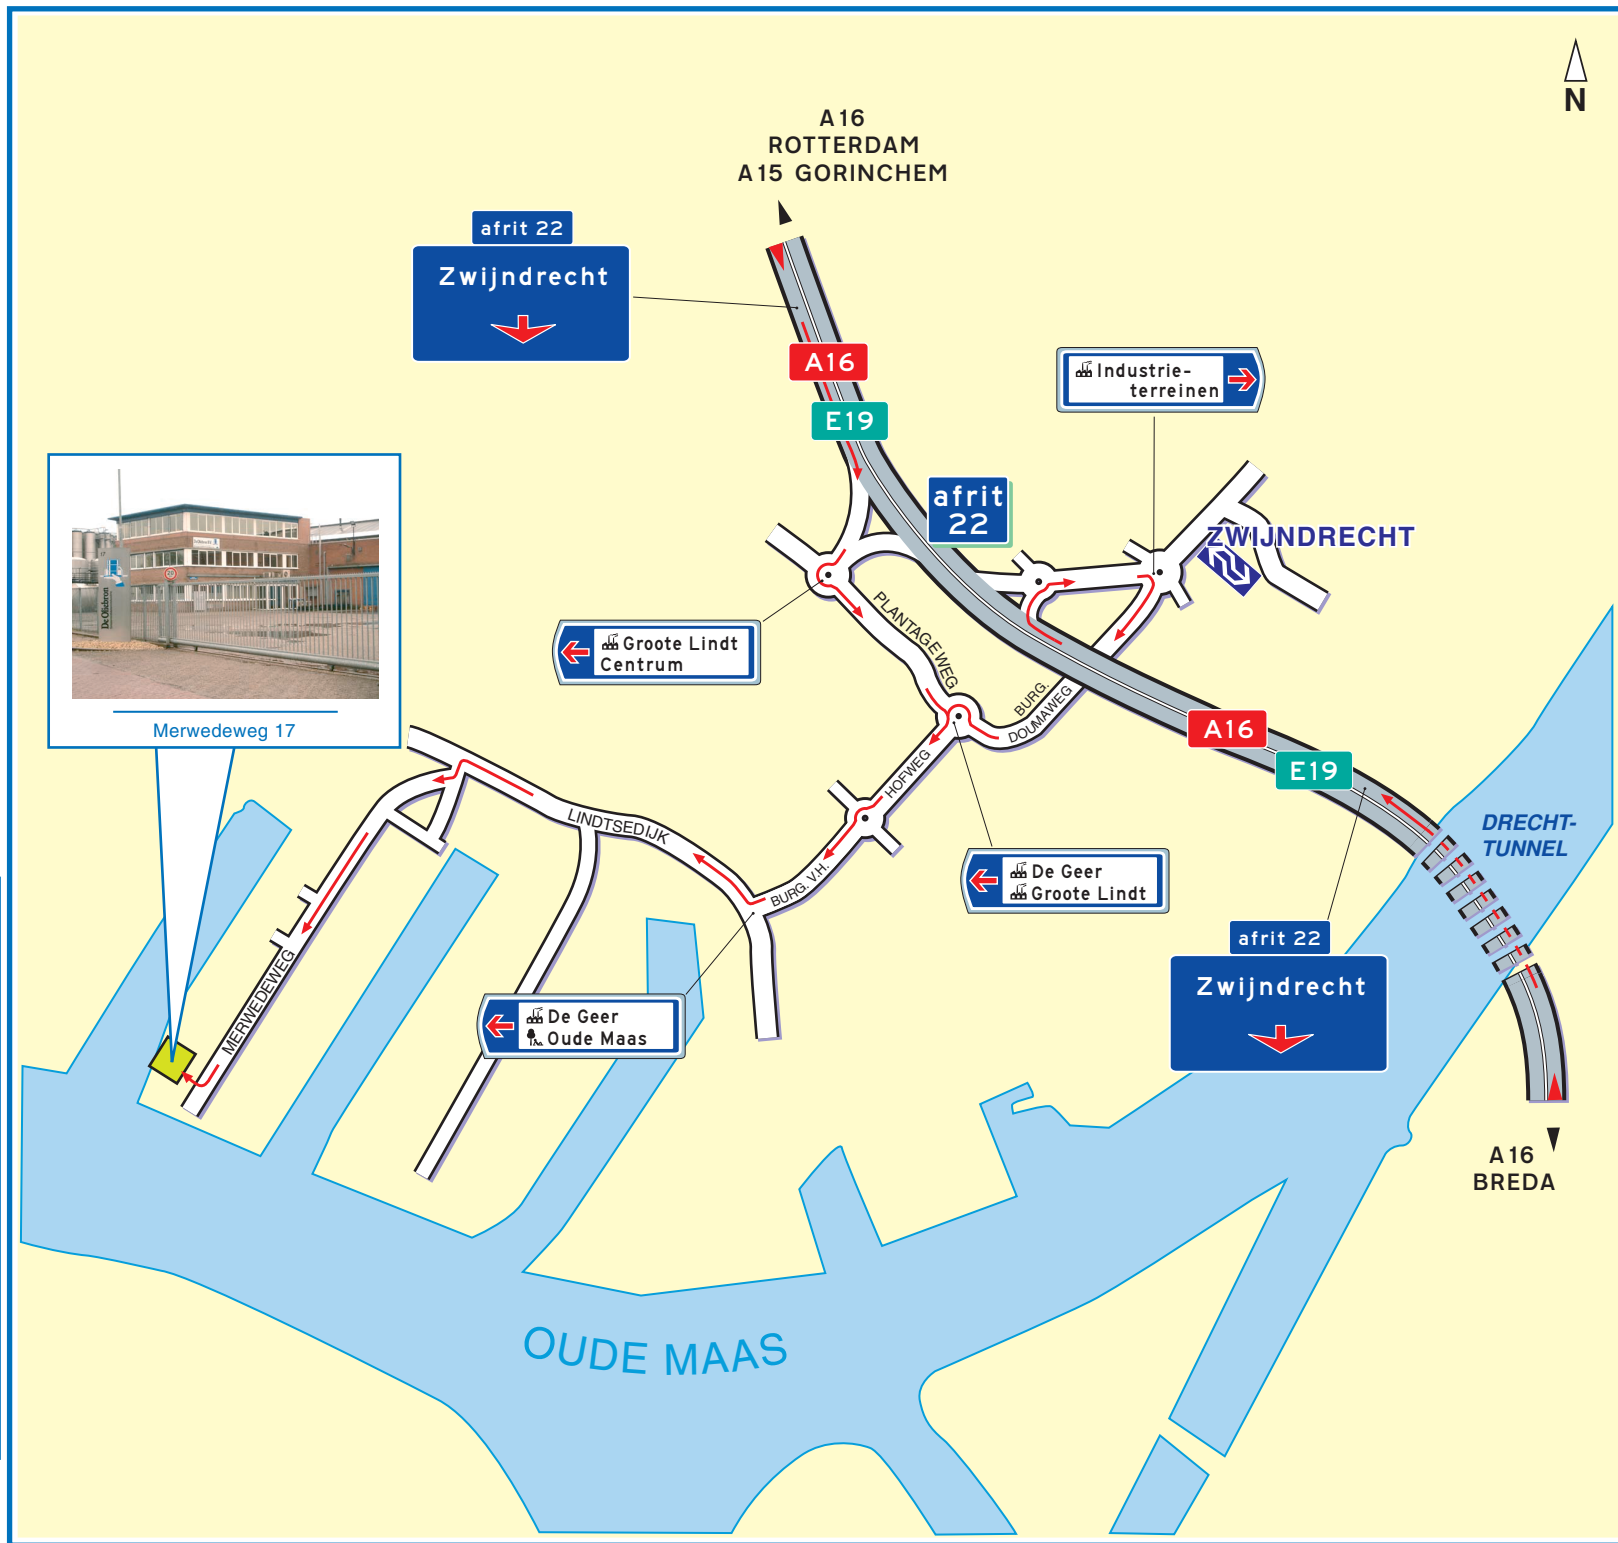 N
A16
ROTTERDAM
A15 GORINCHEM
afrit 22
Zwijndrecht
A16
E19
Industrie-
terreinen
afrit
22
ZWIJNDRECHT
Groote Lindt
Centrum
PLANTAGEWEG
BURG.
DOUMAWEG
De Oliebron
Merwedeweg 17
A16
E19
HOFWEG
LINDTSEDIJK
DRECHT-
TUNNEL
BURG. V.H.
De Geer
Groote Lindt
afrit 22
Zwijndrecht
MERWEDEWEG
De Geer
Oude Maas
A16
BREDA
OUDE MAAS